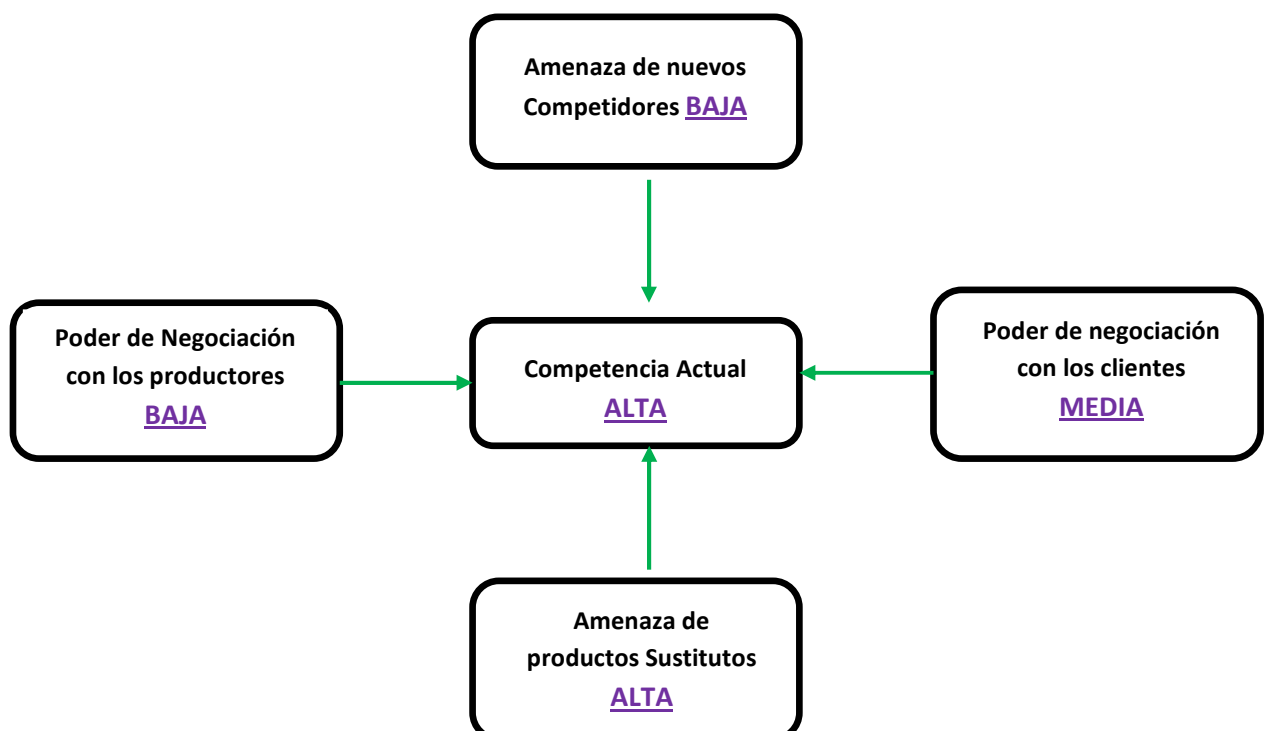 Amenaza de nuevos
Competidores BAJA
Poder de Negociación
con los productores
BAJA
Competencia Actual
ALTA
Poder de negociación
con los clientes
MEDIA
Amenaza de
productos Sustitutos
ALTA